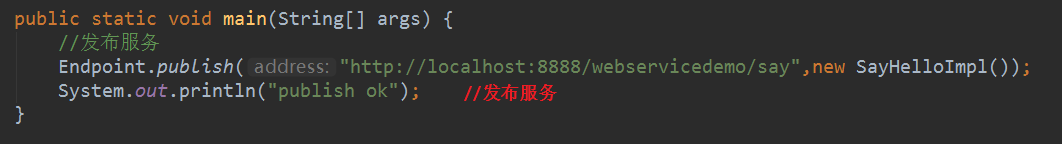 public static void main(String[] args) {
//发布服务
Endpoint.publish( address: "http://localhost:8888/webservicedemo/say",new SayHelloImpl());
System.out.println("publish ok"); //发布服务
}